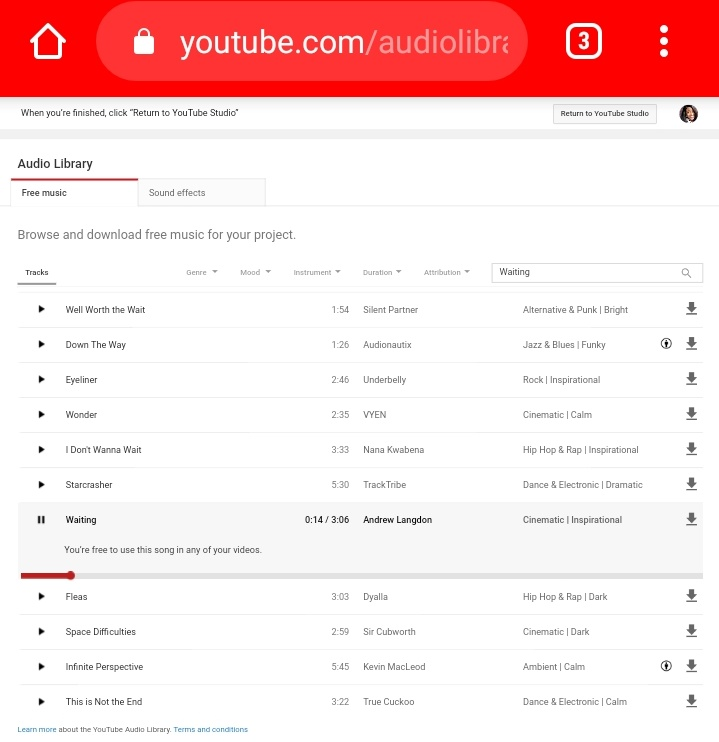 youtube.com/audiolibra
3
When you're finished, click "Return to YouTube Studio"
Return to YouTube Studio
Audio Library
Free music
Sound effects
Browse and download free music for your project.
Tracks Genre Mood Instrument Duration Attribution Waiting
Well Worth the Wait 1:54 Silent Partner Alternative & Punk | Bright
Down The Way 1:26 Audionautix Jazz & Blues | Funky
Eyeliner 2:46 Underbelly Rock | Inspirational
Wonder 2:35 VYEN Cinematic | Calm
I Don't Wanna Wait 3:33 Nana Kwabena Hip Hop & Rap | Inspirational
Starcrasher 5:30 TrackTribe Dance & Electronic | Dramatic
Waiting 0:14 / 3:06 Andrew Langdon Cinematic | Inspirational
You're free to use this song in any of your videos.
Fleas 3:03 Dyalla Hip Hop & Rap | Dark
Space Difficulties 2:59 Sir Cubworth Cinematic | Dark
Infinite Perspective 5:45 Kevin MacLeod Ambient | Calm
This is Not the End 3:22 True Cuckoo Dance & Electronic | Calm
Learn more about the YouTube Audio Library. Terms and conditions